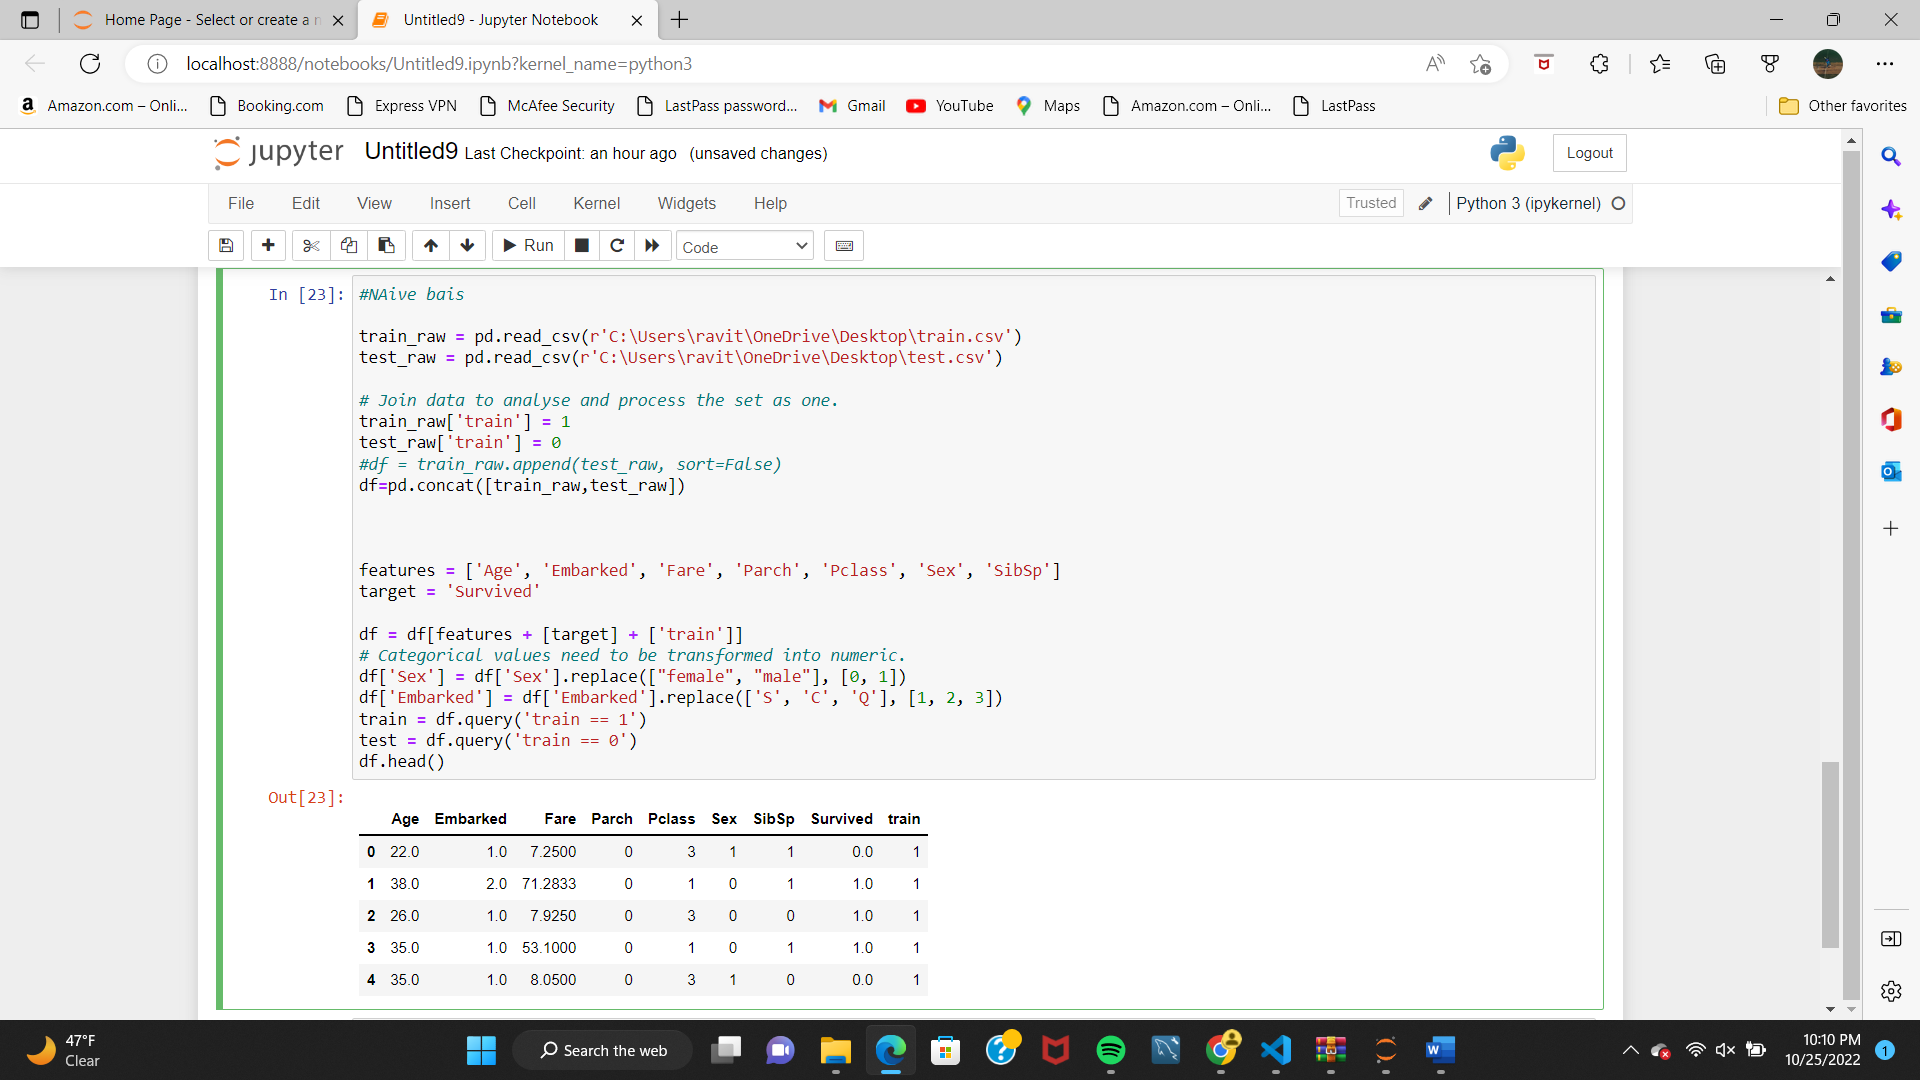 Home Page - Select or create a n
Untitled9 - Jupyter Notebook
localhost:8888/notebooks/Untitled9.ipynb?kernel_name=python3
Amazon.com – Onli... Booking.com Express VPN McAfee Security LastPass password... Gmail YouTube Maps Amazon.com – Onli... LastPass Other favorites
jupyter Untitled9 Last Checkpoint: an hour ago (unsaved changes) Logout
File Edit View Insert Cell Kernel Widgets Help Trusted Python 3 (ipykernel)
Run Code
In [23]: #NAive bais
train_raw = pd.read_csv(r'C:\Users\ravit\OneDrive\Desktop\train.csv')
test_raw = pd.read_csv(r'C:\Users\ravit\OneDrive\Desktop\test.csv')
# Join data to analyse and process the set as one.
train_raw['train'] = 1
test_raw['train'] = 0
#df = train_raw.append(test_raw, sort=False)
df=pd.concat([train_raw,test_raw])
features = ['Age', 'Embarked', 'Fare', 'Parch', 'Pclass', 'Sex', 'SibSp']
target = 'Survived'
df = df[features + [target] + ['train']]
# Categorical values need to be transformed into numeric.
df['Sex'] = df['Sex'].replace(["female", "male"], [0, 1])
df['Embarked'] = df['Embarked'].replace(['S', 'C', 'Q'], [1, 2, 3])
train = df.query('train == 1')
test = df.query('train == 0')
df.head()
Out[23]:
Age Embarked Fare Parch Pclass Sex SibSp Survived train
0 22.0 1.0 7.2500 0 3 1 1 0.0 1
1 38.0 2.0 71.2833 0 1 0 1 1.0 1
2 26.0 1.0 7.9250 0 3 0 0 1.0 1
3 35.0 1.0 53.1000 0 1 0 1 1.0 1
4 35.0 1.0 8.0500 0 3 1 0 0.0 1
47°F
Clear
Search the web
10:10 PM
10/25/2022
1